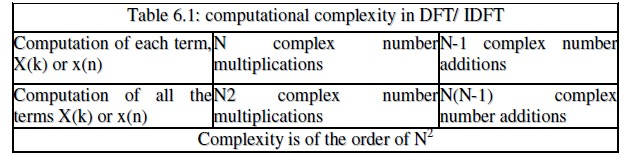 Table 6.1: computational complexity in DFT/ IDFT
Computation of each term, N complex number N-1 complex number
X(k) or x(n) multiplications additions
Computation of all the N2 complex number N(N-1) complex
terms X(k) or x(n) multiplications number additions
Complexity is of the order of N²